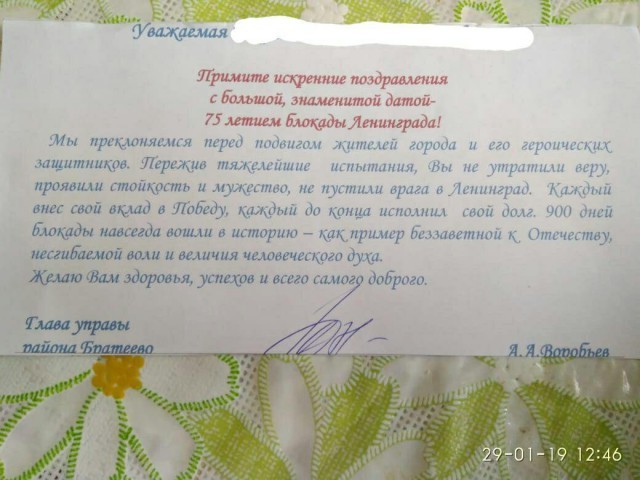 Уважаемая
Примите искренние поздравления
с большой, знаменитой датой-
75 летием блокады Ленинграда!
Мы преклоняемся перед подвигом жителей города и его героических
защитников. Пережив тяжелейшие испытания, Вы не утратили веру,
проявили стойкость и мужество, не пустили врага в Ленинград. Каждый
внес свой вклад в Победу, каждый до конца исполнил свой долг. 900 дней
блокады навсегда вошли в историю – как пример беззаветной к Отечеству,
несгибаемой воли и величия человеческого духа.
Желаю Вам здоровья, успехов и всего самого доброго.
Глава управы
района Братеево А.А.Воробьев
29-01-19 12:46